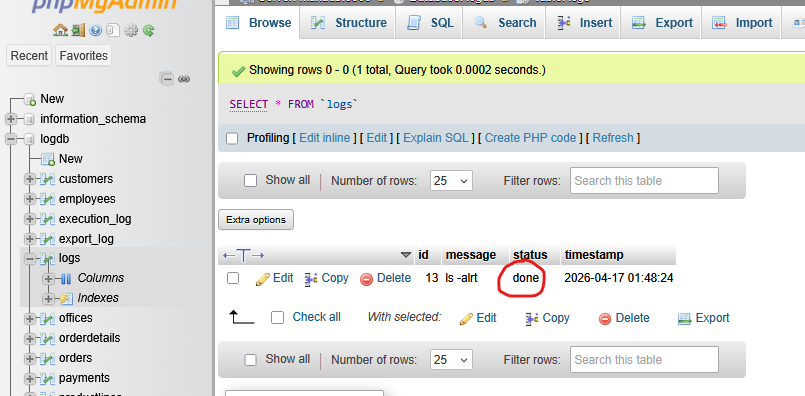 phpMyAdmin
Recent Favorites
New
information_schema
logdb
New
customers
employees
execution_log
export_log
logs
Columns
Indexes
offices
orderdetails
orders
payments
Browse Structure SQL Search Insert Export Import
Showing rows 0 - 0 (1 total, Query took 0.0002 seconds.)
SELECT * FROM `logs`
Profiling [ Edit inline ] [ Edit ] [ Explain SQL ] [ Create PHP code ] [ Refresh ]
Show all Number of rows: 25 Filter rows: Search this table
Extra options
id message status timestamp
Edit Copy Delete 13 ls -alrt done 2026-04-17 01:48:24
Check all With selected: Edit Copy Delete Export
Show all Number of rows: 25 Filter rows: Search this table